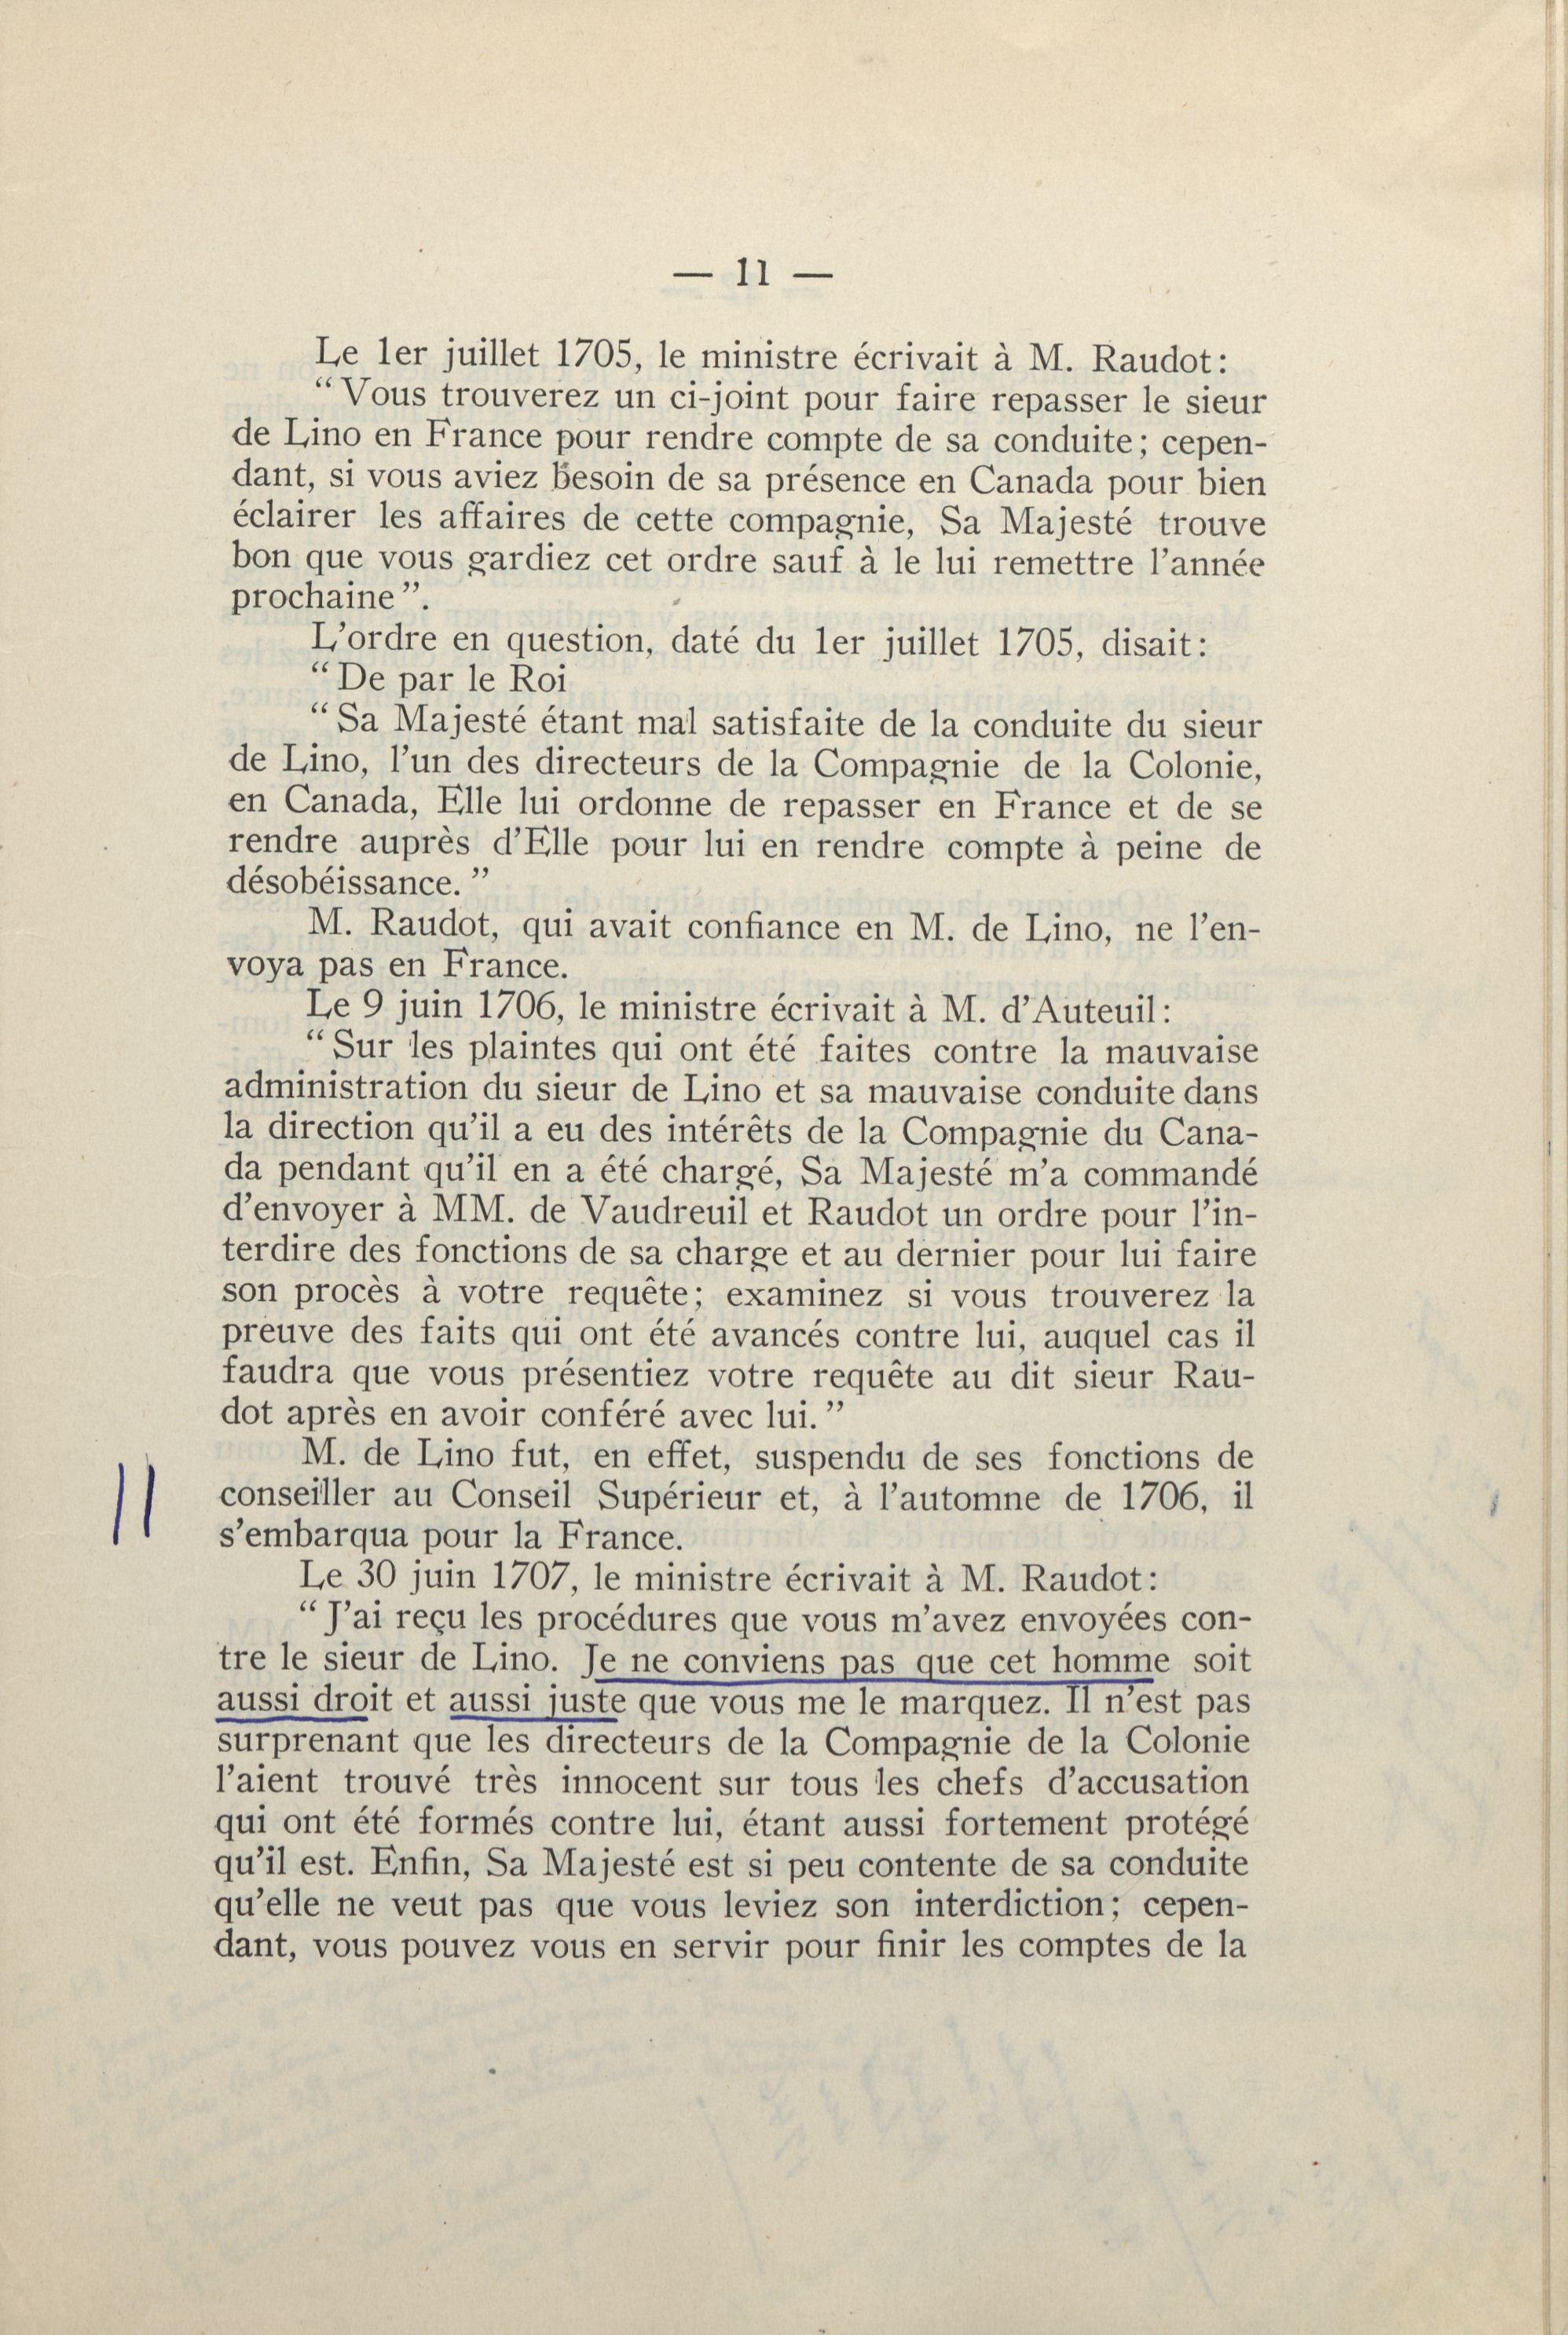 — 11 —
Le 1er juillet 1705, le ministre écrivait à M. Raudot:
“Vous trouverez un ci-joint pour faire repasser le sieur
de Lino en France pour rendre compte de sa conduite; cepen-
dant, si vous aviez besoin de sa présence en Canada pour bien
éclairer les affaires de cette compagnie, Sa Majesté trouve
bon que vous gardiez cet ordre sauf à le lui remettre l’année
prochaine”.
L’ordre en question, daté du 1er juillet 1705, disait:
“De par le Roi
“Sa Majesté étant mal satisfaite de la conduite du sieur
de Lino, l’un des directeurs de la Compagnie de la Colonie,
en Canada, Elle lui ordonne de repasser en France et de se
rendre auprès d’Elle pour lui en rendre compte à peine de
désobéissance.”
M. Raudot, qui avait confiance en M. de Lino, ne l’en-
voya pas en France.
Le 9 juin 1706, le ministre écrivait à M. d’Auteuil:
“Sur les plaintes qui ont été faites contre la mauvaise
administration du sieur de Lino et sa mauvaise conduite dans
la direction qu’il a eu des intérêts de la Compagnie du Cana-
da pendant qu’il en a été chargé, Sa Majesté m’a commandé
d’envoyer à MM. de Vaudreuil et Raudot un ordre pour l’in-
terdire des fonctions de sa charge et au dernier pour lui faire
son procès à votre requête; examinez si vous trouverez la
preuve des faits qui ont été avancés contre lui, auquel cas il
faudra que vous présentiez votre requête au dit sieur Rau-
dot après en avoir conféré avec lui.”
M. de Lino fut, en effet, suspendu de ses fonctions de
conseiller au Conseil Supérieur et, à l’automne de 1706, il
s’embarqua pour la France.
Le 30 juin 1707, le ministre écrivait à M. Raudot:
“J’ai reçu les procédures que vous m’avez envoyées con-
tre le sieur de Lino. Je ne conviens pas que cet homme soit
aussi droit et aussi juste que vous me le marquez. Il n’est pas
surprenant que les directeurs de la Compagnie de la Colonie
l’aient trouvé très innocent sur tous les chefs d’accusation
qui ont été formés contre lui, étant aussi fortement protégé
qu’il est. Enfin, Sa Majesté est si peu contente de sa conduite
qu’elle ne veut pas que vous leviez son interdiction; cepen-
dant, vous pouvez vous en servir pour finir les comptes de la